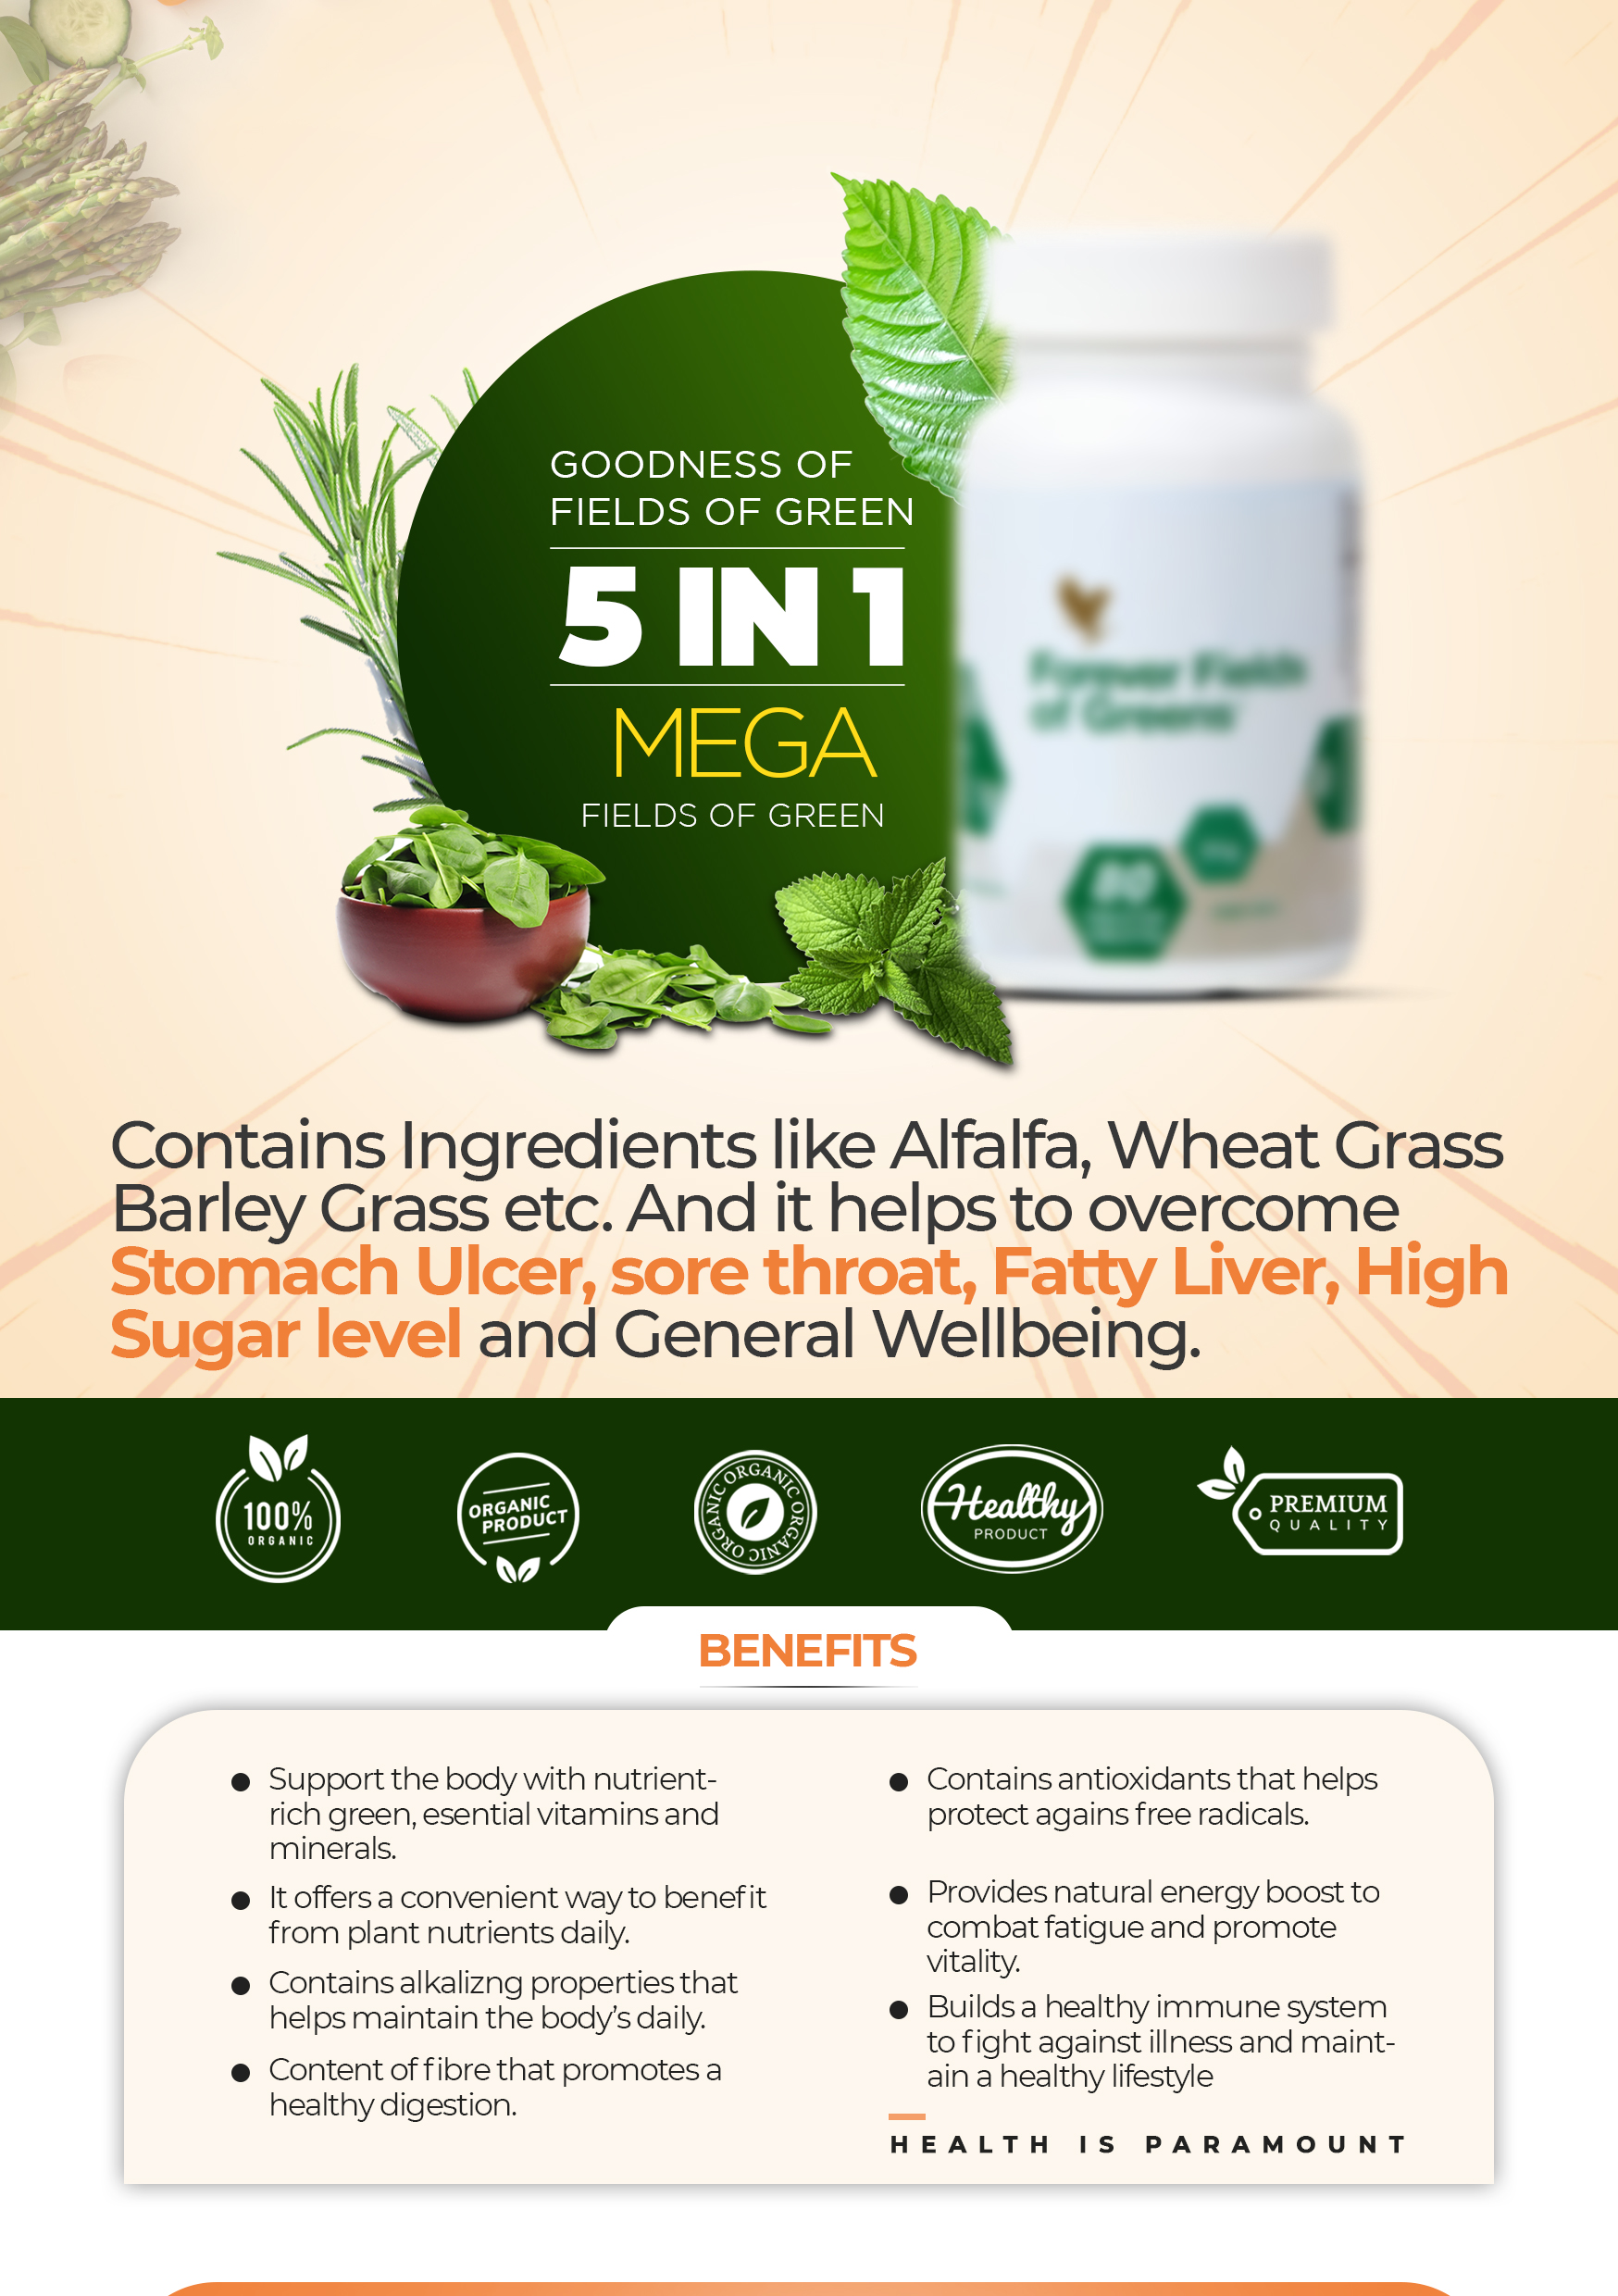 GOODNESS OF
FIELDS OF GREEN
5 IN 1
MEGA
FIELDS OF GREEN
Forever Fields
of Greens
80
Contains Ingredients like Alfalfa, Wheat Grass
Barley Grass etc. And it helps to overcome
Stomach Ulcer, sore throat, Fatty Liver, High
Sugar level and General Wellbeing.
100%
ORGANIC
ORGANIC
PRODUCT
ORGANIC ORGANIC ORGANIC ORGANIC
Healthy
PRODUCT
PREMIUM
QUALITY
BENEFITS
Support the body with nutrient-
rich green, esential vitamins and
minerals.
It offers a convenient way to benefit
from plant nutrients daily.
Contains alkalizng properties that
helps maintain the body's daily.
Content of fibre that promotes a
healthy digestion.
Contains antioxidants that helps
protect agains free radicals.
Provides natural energy boost to
combat fatigue and promote
vitality.
Builds a healthy immune system
to fight against illness and maint-
ain a healthy lifestyle
HEALTH IS PARAMOUNT